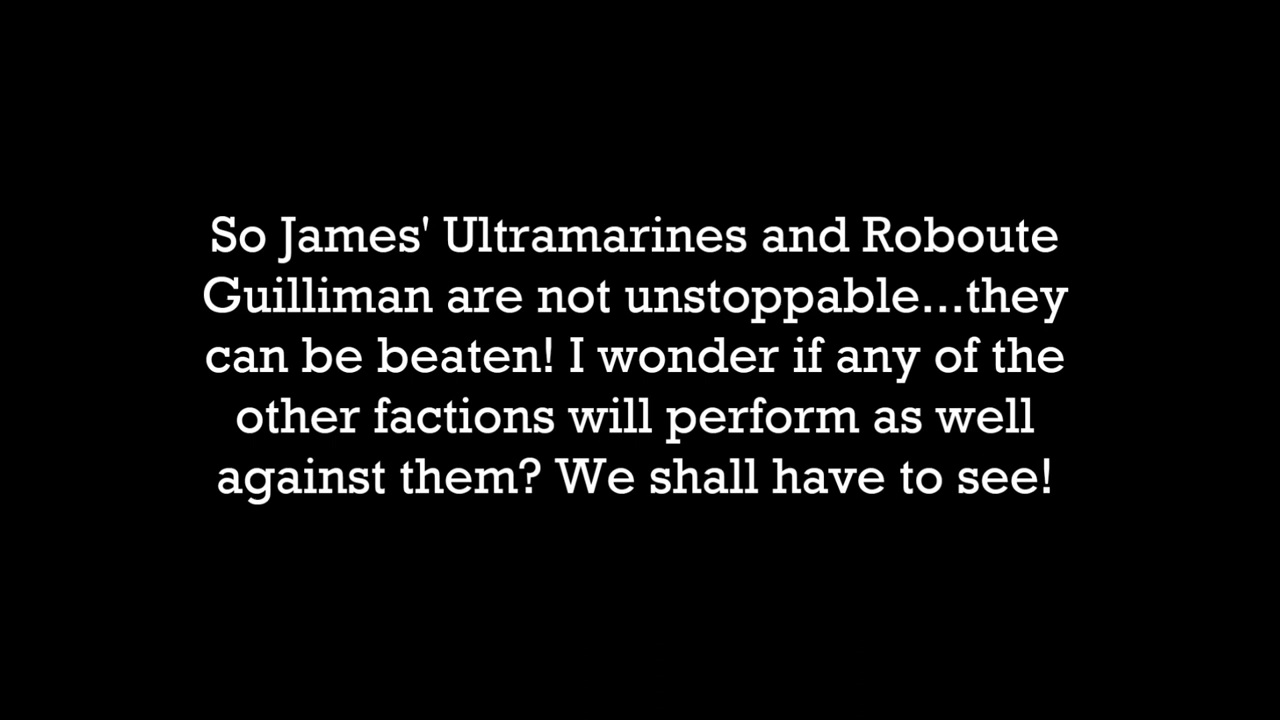 So James' Ultramarines and Roboute
Guilliman are not unstoppable...they
can be beaten! I wonder if any of the
other factions will perform as well
against them? We shall have to see!